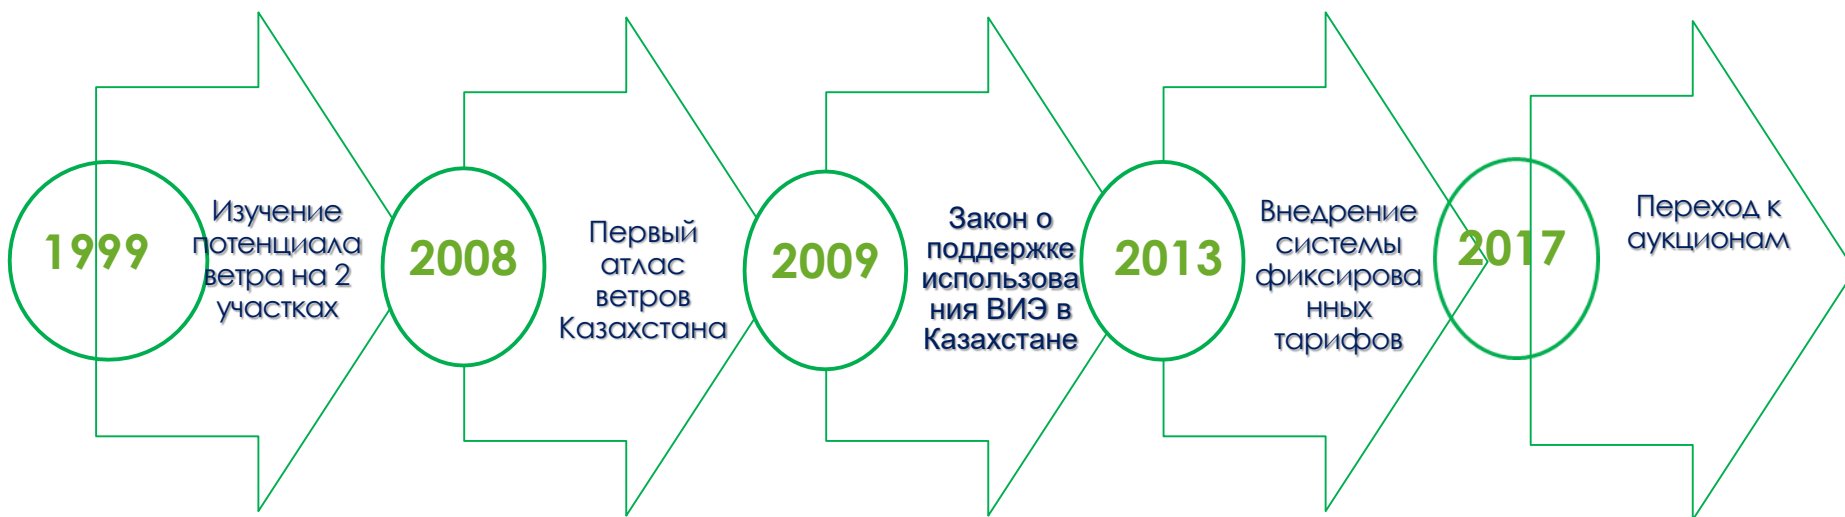 1999
Изучение
потенциала
ветра на 2
участках
2008
Первый
атлас
ветров
Казахстана
2009
Закон о
поддержке
использова
ния ВИЭ в
Казахстане
2013
Внедрение
системы
фиксирова
нных
тарифов
2017
Переход к
аукционам